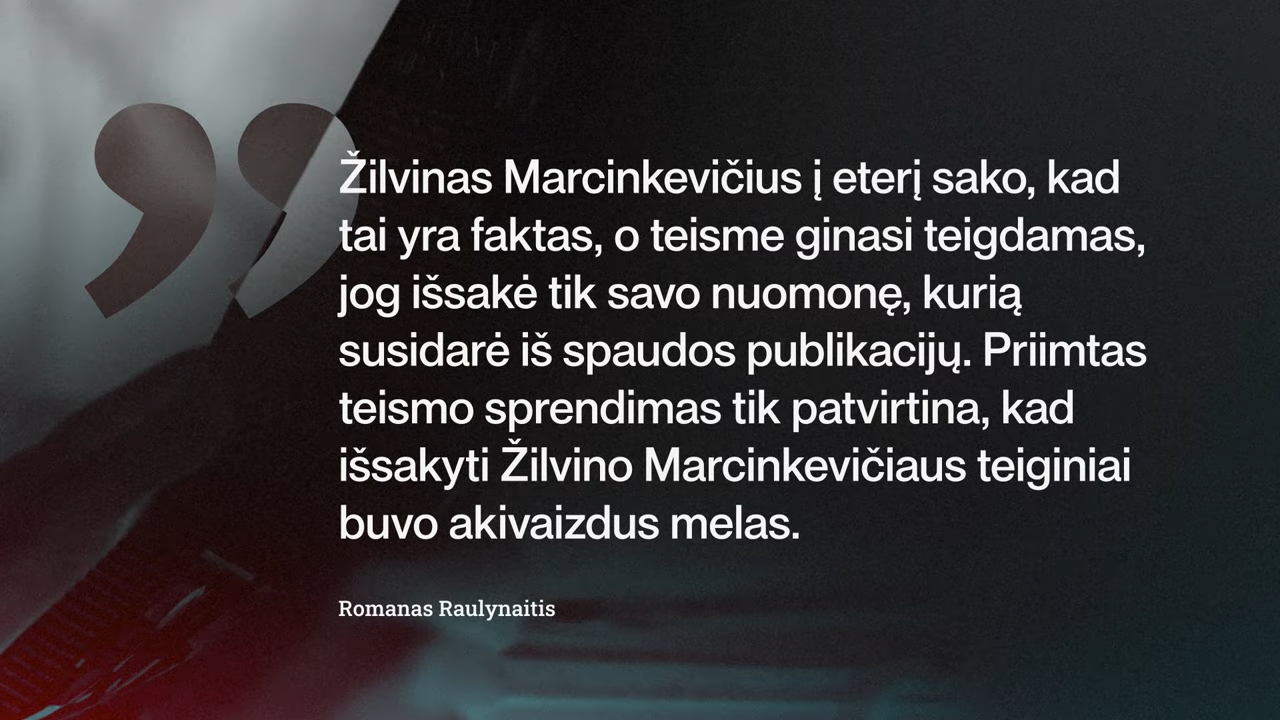 Žilvinas Marcinkevičius į eterį sako, kad
tai yra faktas, o teisme ginasi teigdamas,
jog išsakė tik savo nuomonę, kurią
susidarė iš spaudos publikacijų. Priimtas
teismo sprendimas tik patvirtina, kad
išsakyti Žilvino Marcinkevičiaus teiginiai
buvo akivaizdus melas.
Romanas Raulynaitis